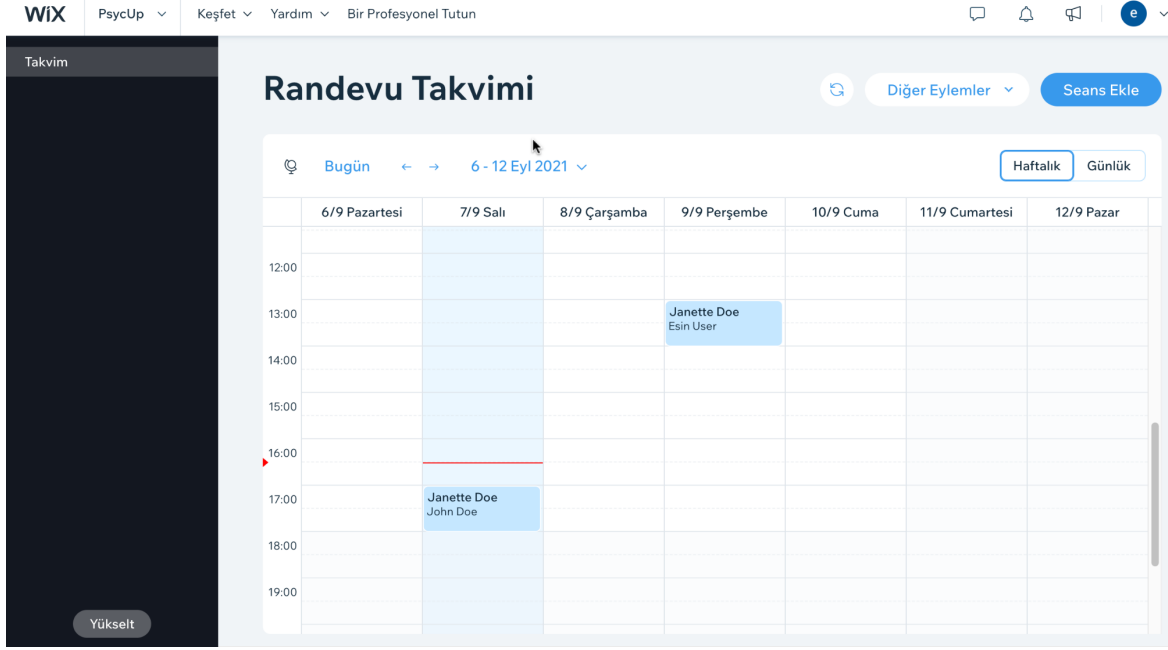 WiX PsycUp Keşfet Yardım Bir Profesyonel Tutun e
Takvim
Randevu Takvimi Diğer Eylemler Seans Ekle
Bugün ← → 6 - 12 Eyl 2021 Haftalık Günlük
6/9 Pazartesi 7/9 Salı 8/9 Çarşamba 9/9 Perşembe 10/9 Cuma 11/9 Cumartesi 12/9 Pazar
12:00
13:00 Janette Doe
Esin User
14:00
15:00
16:00
17:00 Janette Doe
John Doe
18:00
19:00
Yükselt